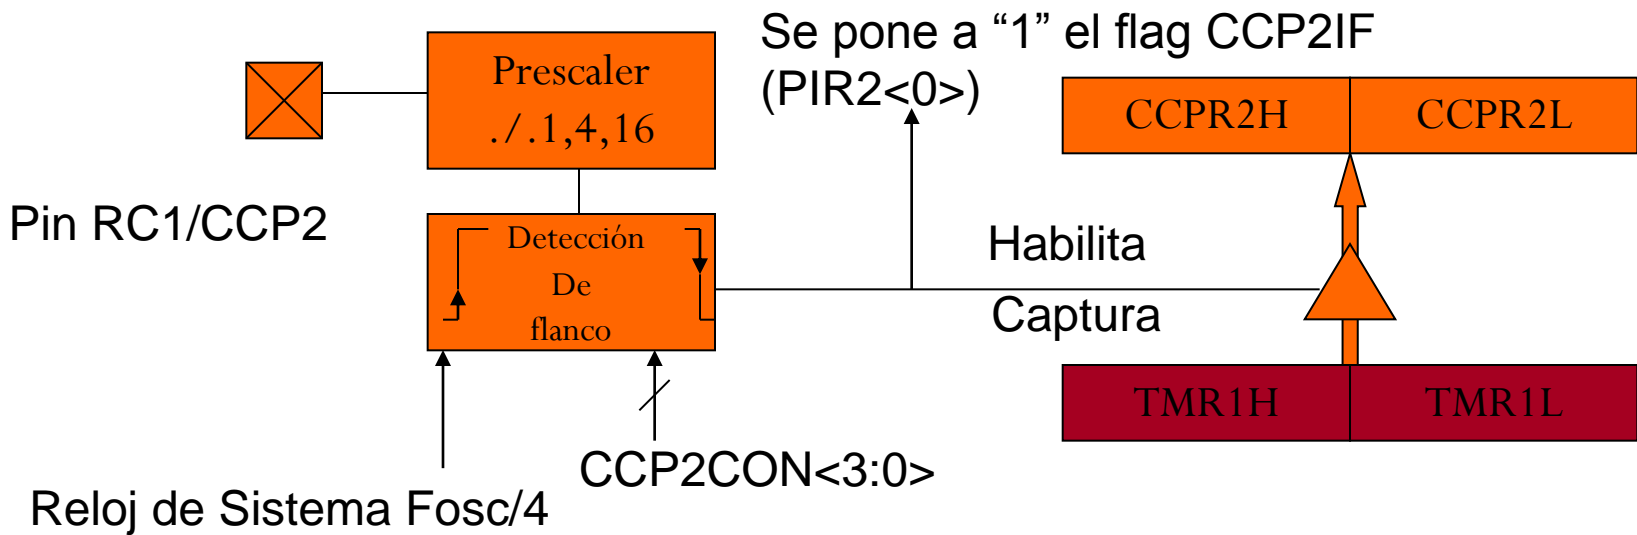 Se pone a “1” el flag CCP2IF
(PIR2<0>)
Prescaler
./.1,4,16
CCPR2H
CCPR2L
Pin RC1/CCP2
Detección
De
flanco
Habilita
Captura
TMR1H
TMR1L
CCP2CON<3:0>
Reloj de Sistema Fosc/4